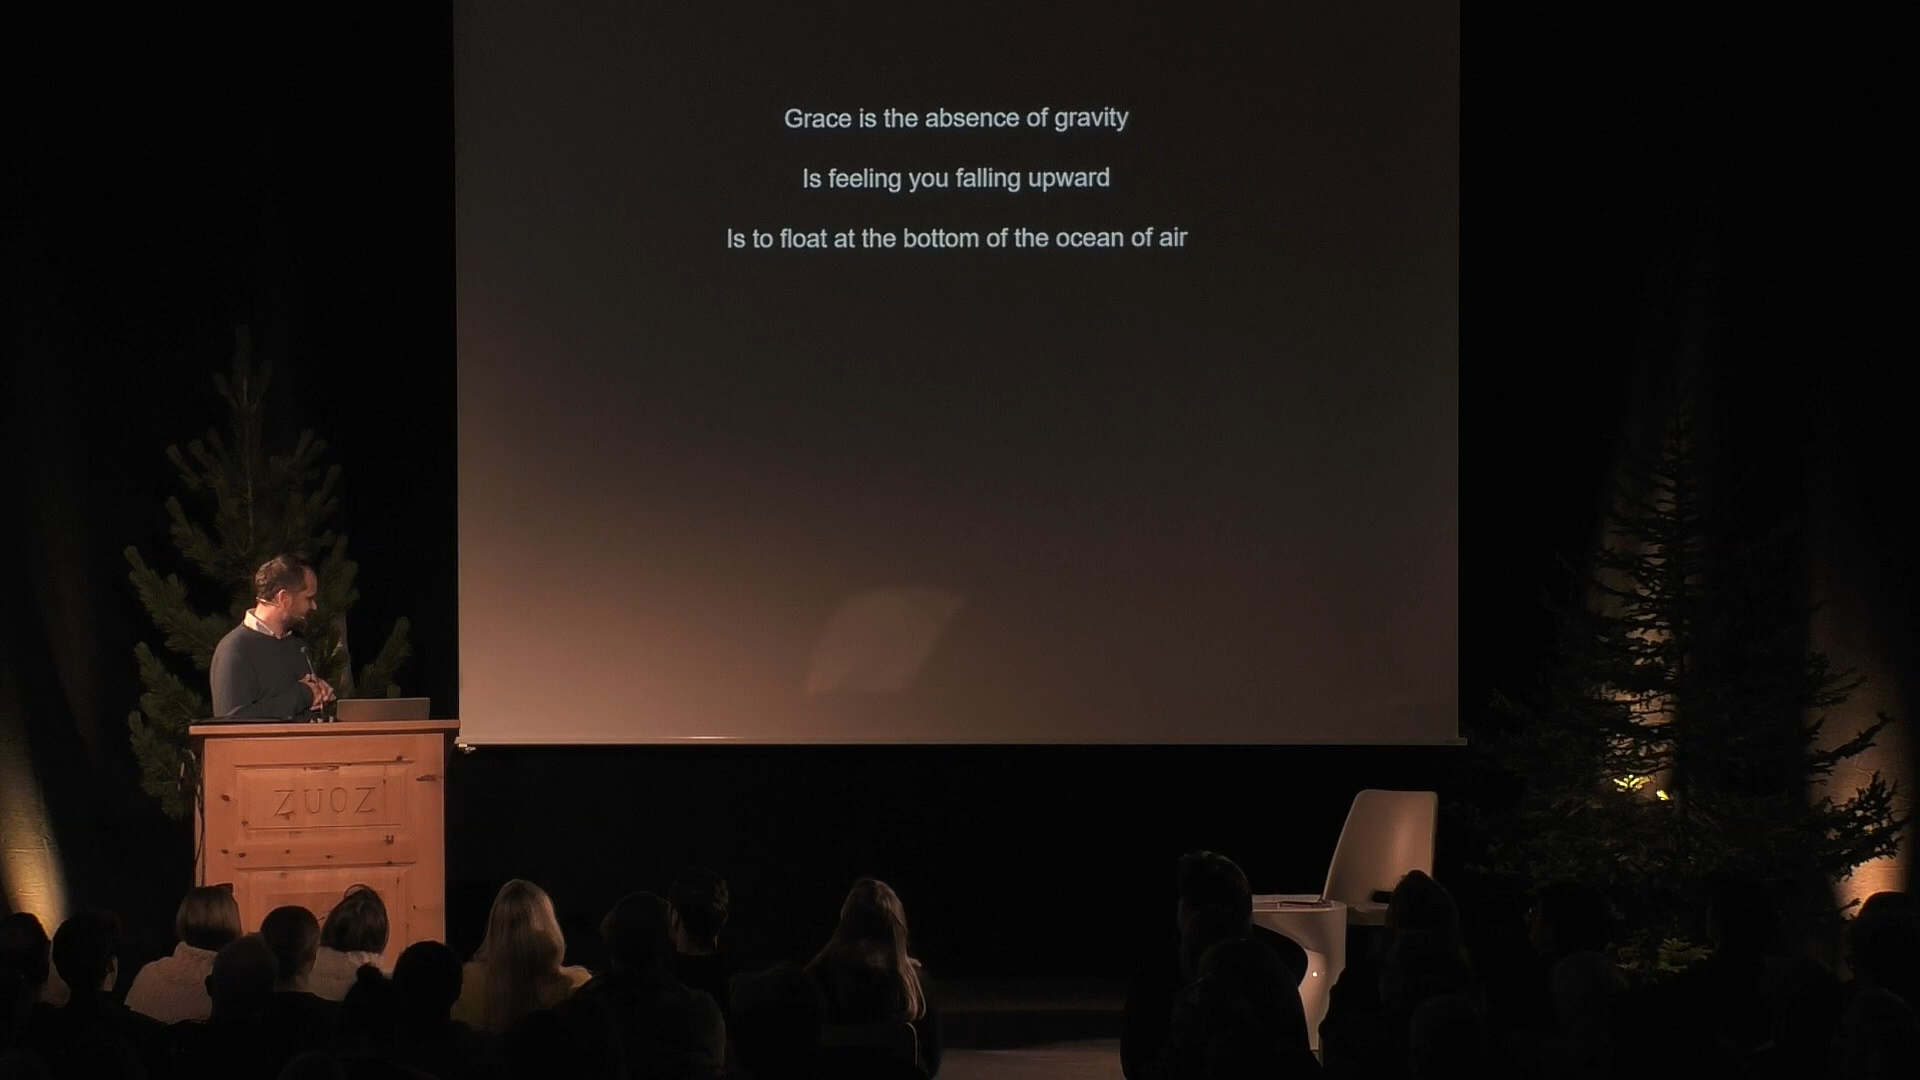 Grace is the absence of gravity
Is feeling you falling upward
Is to float at the bottom of the ocean of air
ZUOZ